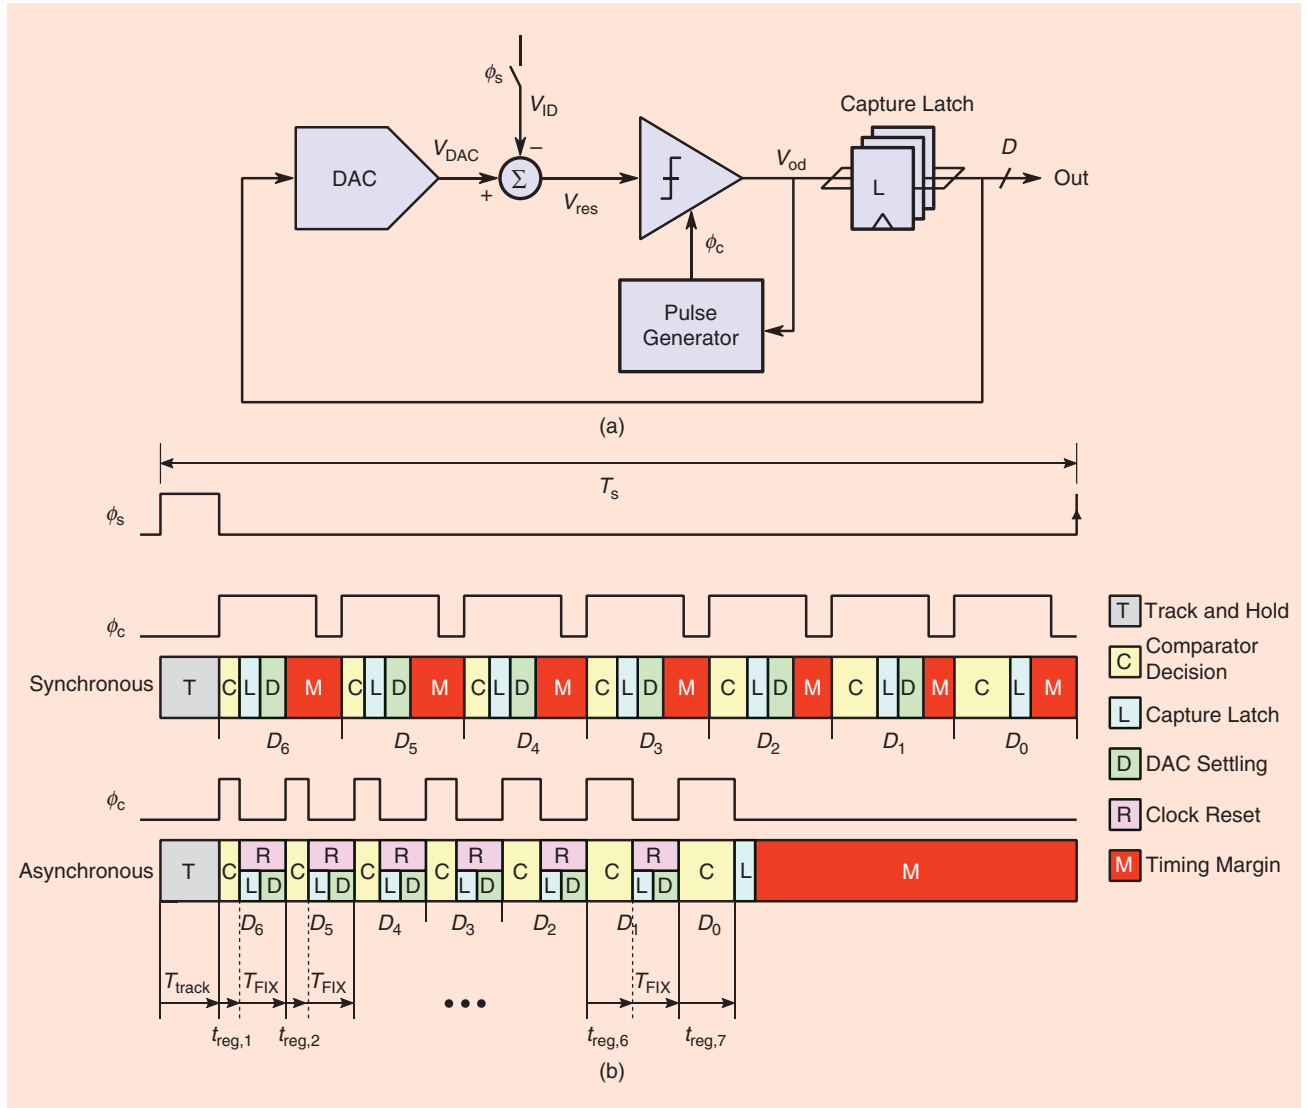 ϕs
VID
Capture Latch
DAC
VDAC
−
+
Σ
Vres
Vod
L
D
Out
ϕc
Pulse
Generator
(a)
Ts
ϕs
ϕc
Synchronous
T C L D M C L D M C L D M C L D M C L D M C L D M C L M
D6 D5 D4 D3 D2 D1 D0
ϕc
Asynchronous
T C R L D C R L D C R L D C R L D C R L D C R L D C L M
D6 D5 D4 D3 D2 D1 D0
Ttrack TFIX TFIX ••• TFIX
treg,1 treg,2 treg,6 treg,7
(b)
T Track and Hold
C Comparator
Decision
L Capture Latch
D DAC Settling
R Clock Reset
M Timing Margin